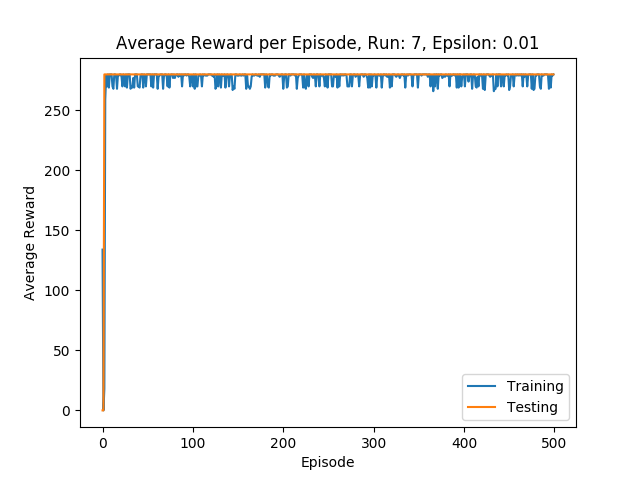 Average Reward per Episode, Run: 7, Epsilon: 0.01
Average Reward
250
200
150
100
50
0
0 100 200 300 400 500
Episode
Training
Testing